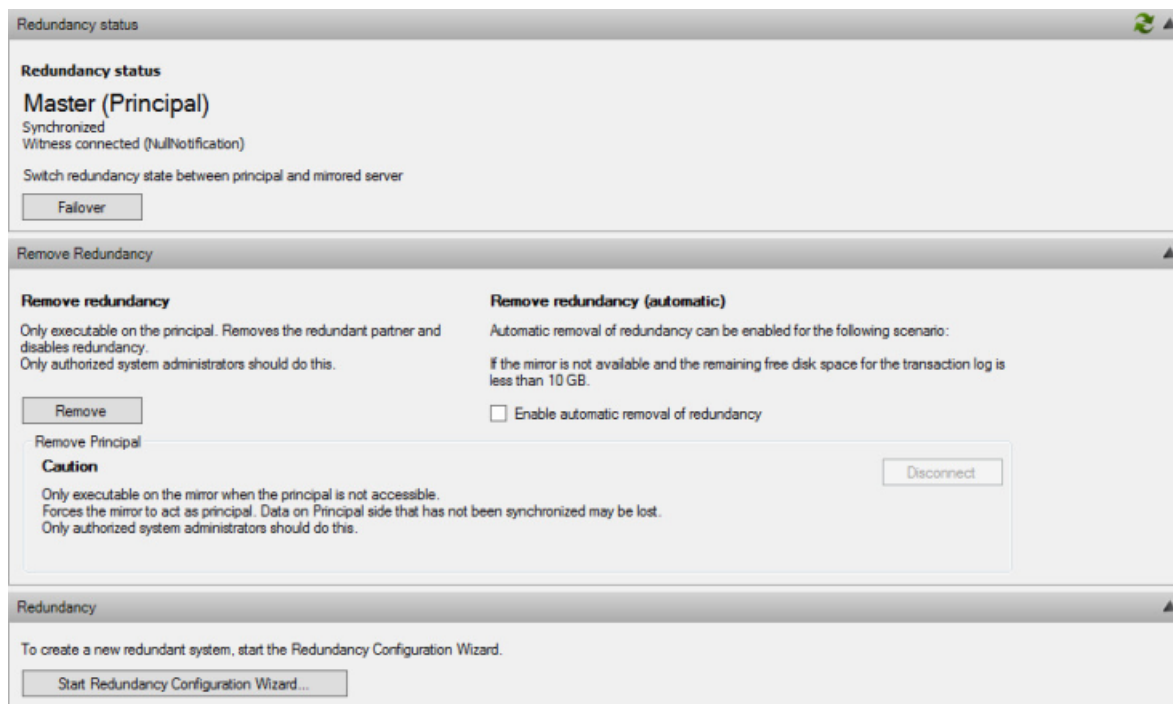 Redundancy status
Redundancy status
Master (Principal)
Synchronized
Witness connected (NullNotification)
Switch redundancy state between principal and mirrored server
Failover
Remove Redundancy
Remove redundancy
Only executable on the principal. Removes the redundant partner and
disables redundancy.
Only authorized system administrators should do this.
Remove
Remove redundancy (automatic)
Automatic removal of redundancy can be enabled for the following scenario:
If the mirror is not available and the remaining free disk space for the transaction log is
less than 10 GB.
Enable automatic removal of redundancy
Remove Principal
Caution
Disconnect
Only executable on the mirror when the principal is not accessible.
Forces the mirror to act as principal. Data on Principal side that has not been synchronized may be lost.
Only authorized system administrators should do this.
Redundancy
To create a new redundant system, start the Redundancy Configuration Wizard.
Start Redundancy Configuration Wizard...